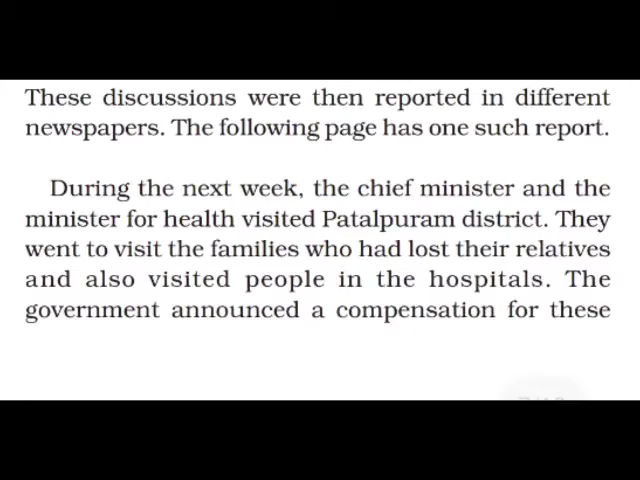 These discussions were then reported in different
newspapers. The following page has one such report.
During the next week, the chief minister and the
minister for health visited Patalpuram district. They
went to visit the families who had lost their relatives
and also visited people in the hospitals. The
government announced a compensation for these